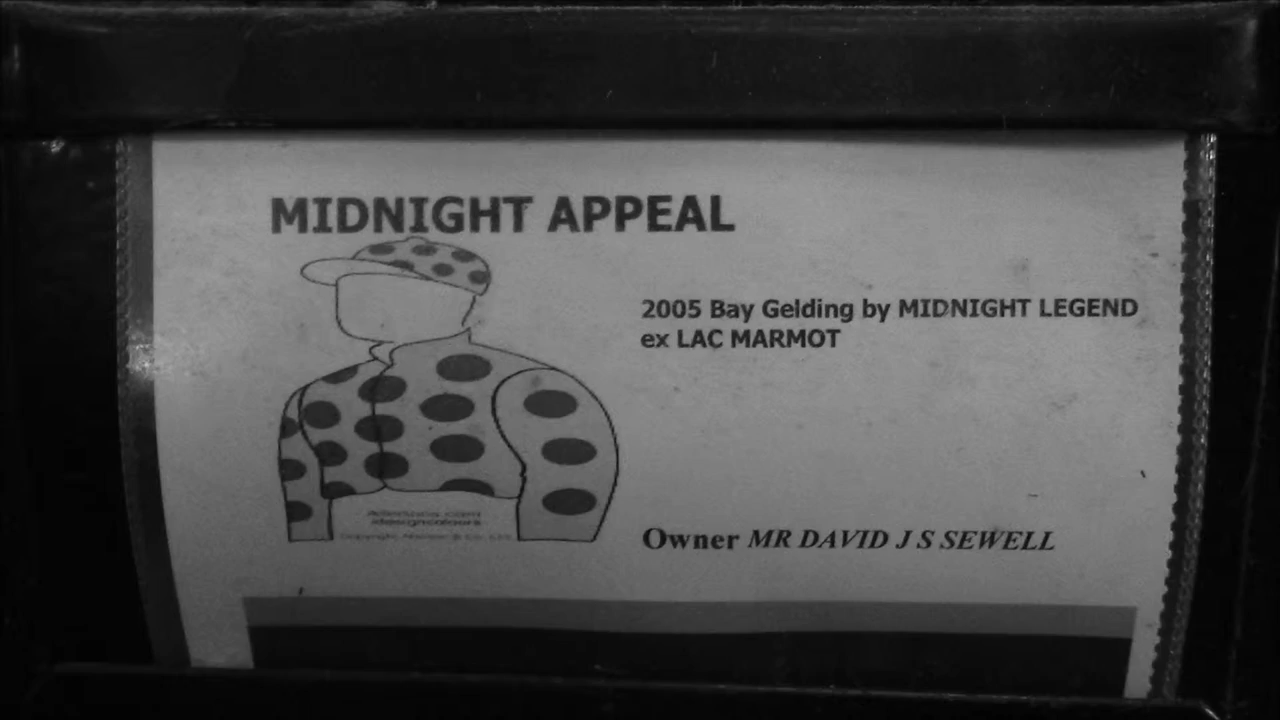 MIDNIGHT APPEAL
2005 Bay Gelding by MIDNIGHT LEGEND
ex LAC MARMOT
Owner MR DAVID J S SEWELL